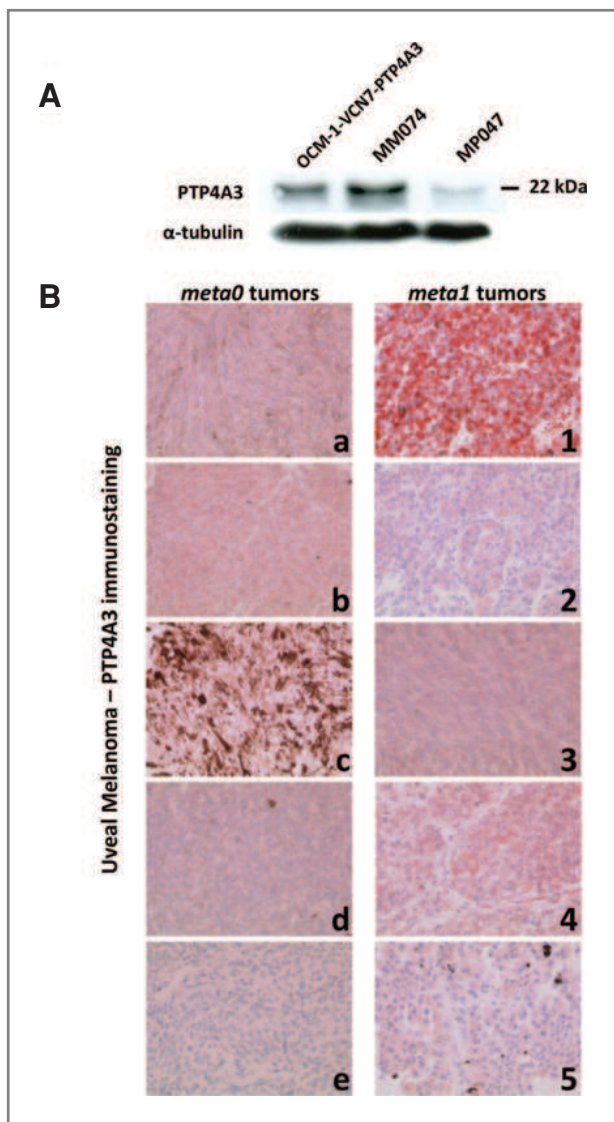 A
OCM-1-VCN7-PTP4A3
MM074
MP047
PTP4A3
22 kDa
α-tubulin
B
meta0 tumors
meta1 tumors
Uveal Melanoma – PTP4A3 immunostaining
a
1
b
2
c
3
d
4
e
5